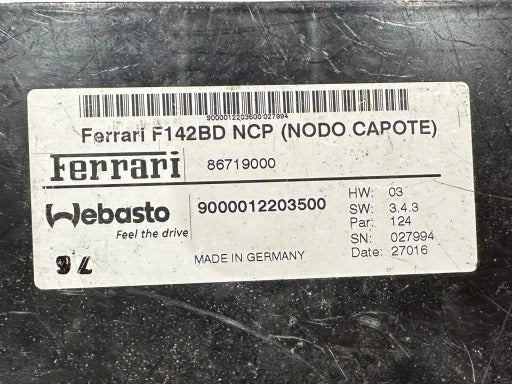 9000012203500 027994
Ferrari F142BD NCP (NODO CAPOTE)
Ferrari 86719000
Webasto 9000012203500
Feel the drive
HW: 03
SW: 3.4.3
Par: 124
SN: 027994
Date: 27016
MADE IN GERMANY
76